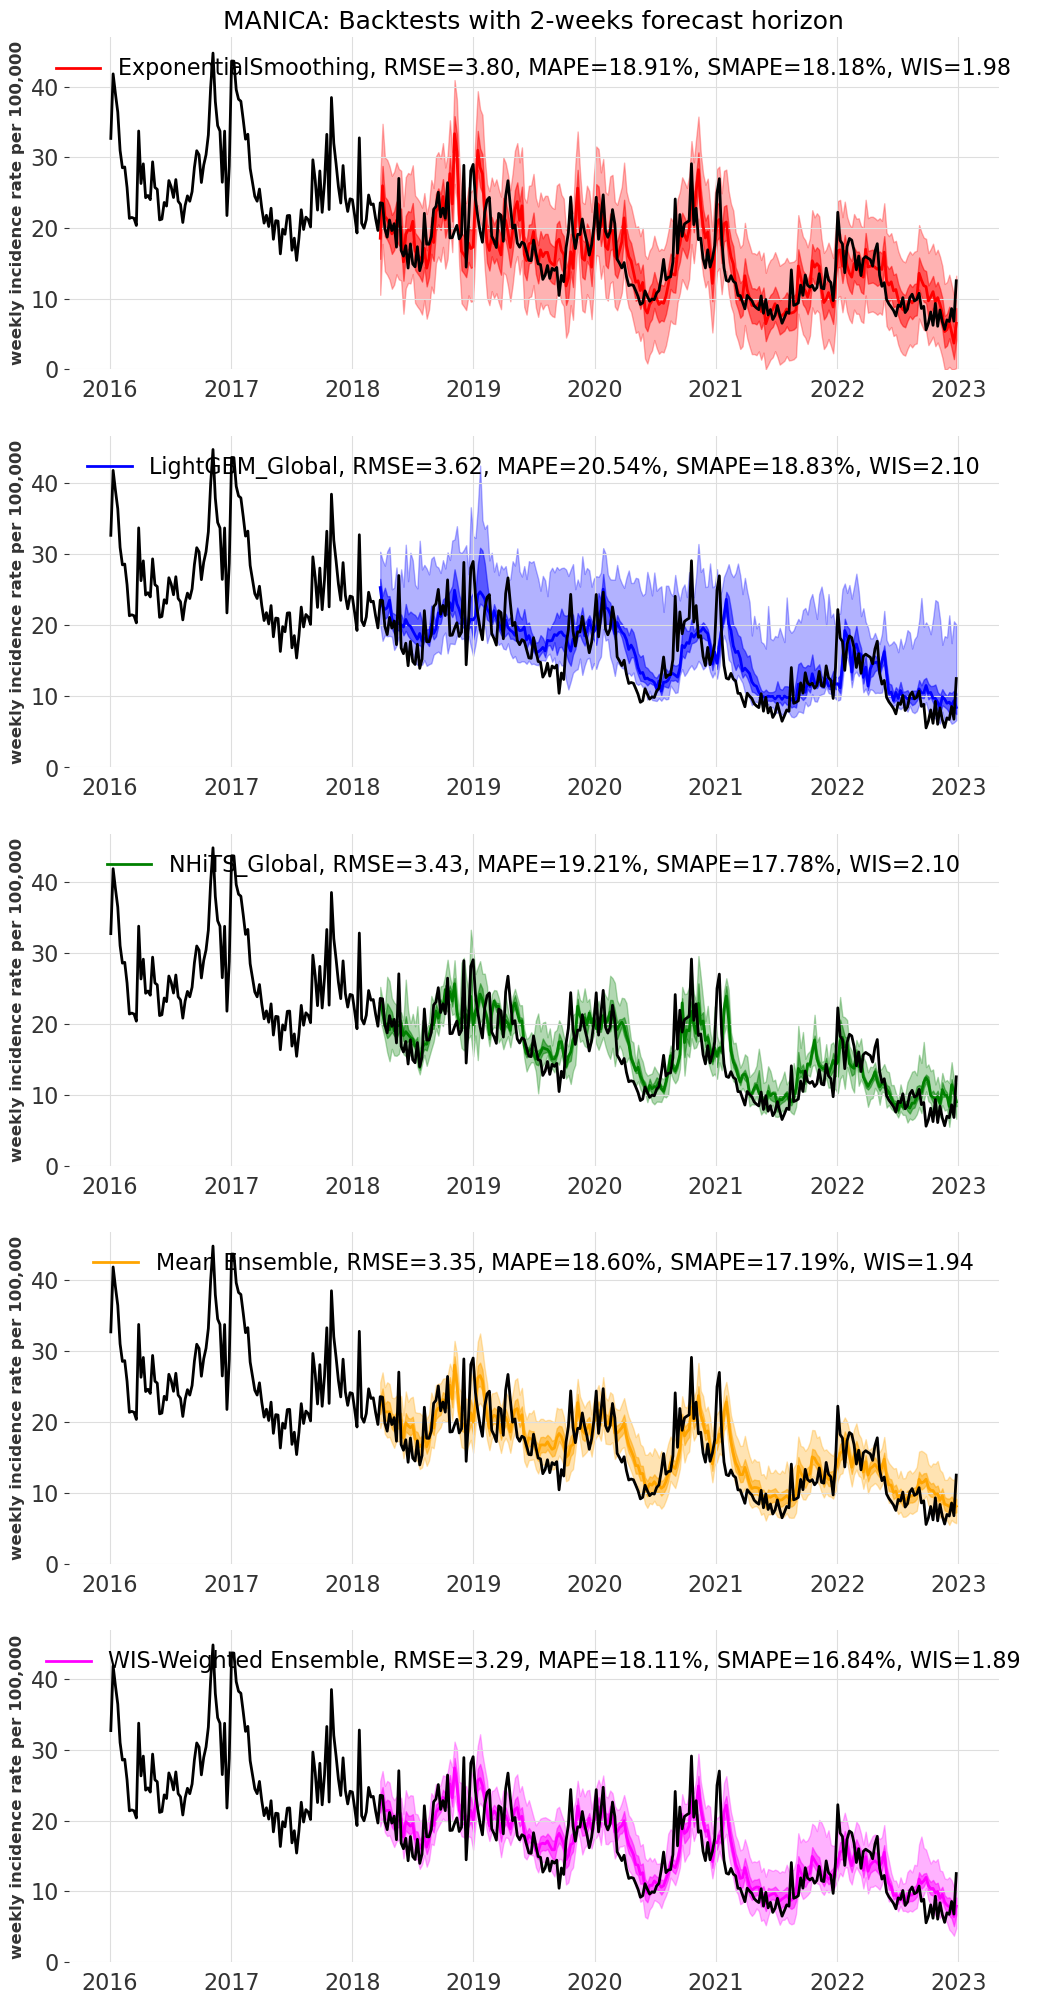 MANICA: Backtests with 2-weeks forecast horizon
ExponentialSmoothing, RMSE=3.80, MAPE=18.91%, SMAPE=18.18%, WIS=1.98
weekly incidence rate per 100,000
40
30
20
10
0
2016 2017 2018 2019 2020 2021 2022 2023
LightGBM_Global, RMSE=3.62, MAPE=20.54%, SMAPE=18.83%, WIS=2.10
weekly incidence rate per 100,000
40
30
20
10
0
2016 2017 2018 2019 2020 2021 2022 2023
NHiTS_Global, RMSE=3.43, MAPE=19.21%, SMAPE=17.78%, WIS=2.10
weekly incidence rate per 100,000
40
30
20
10
0
2016 2017 2018 2019 2020 2021 2022 2023
Mean Ensemble, RMSE=3.35, MAPE=18.60%, SMAPE=17.19%, WIS=1.94
weekly incidence rate per 100,000
40
30
20
10
0
2016 2017 2018 2019 2020 2021 2022 2023
WIS-Weighted Ensemble, RMSE=3.29, MAPE=18.11%, SMAPE=16.84%, WIS=1.89
weekly incidence rate per 100,000
40
30
20
10
0
2016 2017 2018 2019 2020 2021 2022 2023